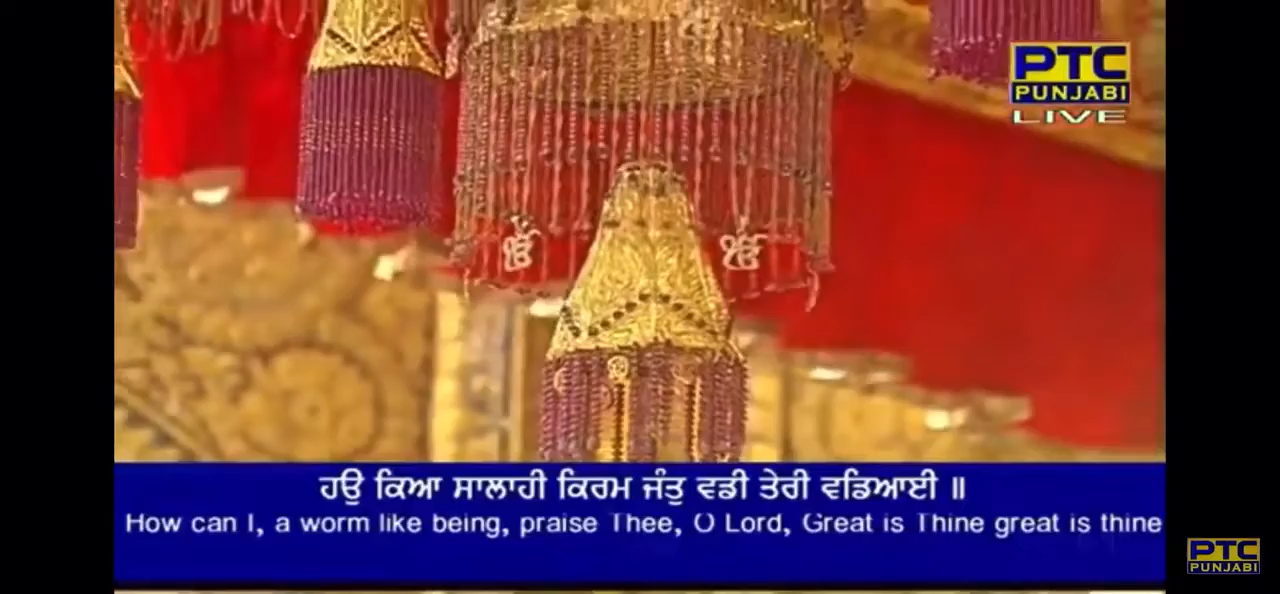 PTC
PUNJABI
LIVE
ੴ ੴ
ਹਉ ਕਿਆ ਸਾਲਾਹੀ ਕਿਰਮ ਜੰਤੁ ਵਡੀ ਤੇਰੀ ਵਡਿਆਈ ॥
How can I, a worm like being, praise Thee, O Lord, Great is Thine great is thine
PTC
PUNJABI